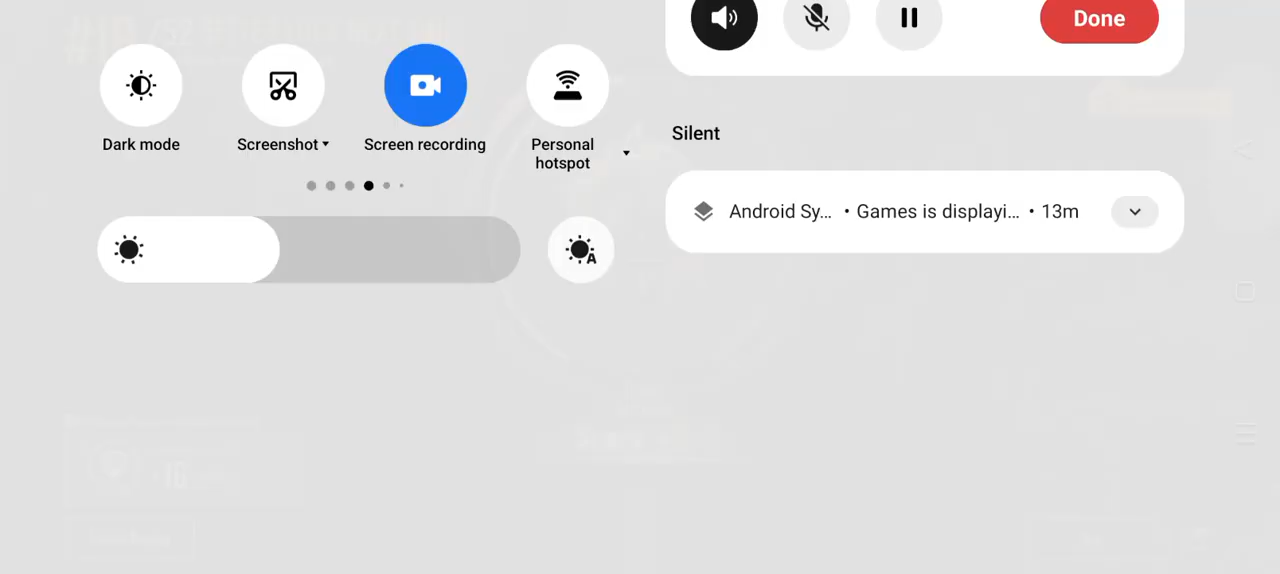 Done
Dark mode
Screenshot
Screen recording
Personal
hotspot
A
Silent
Android Sy... • Games is displayi... • 13m